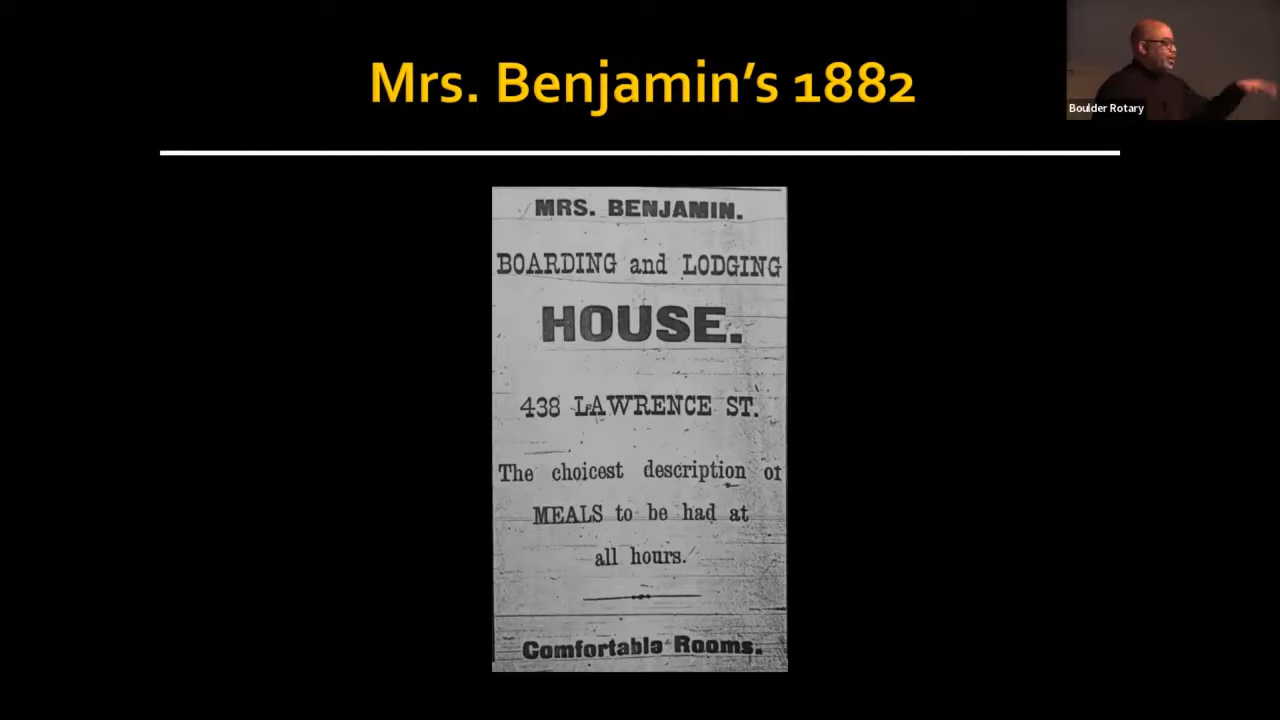 Mrs. Benjamin's 1882
Boulder Rotary
MRS. BENJAMIN.
BOARDING and LODGING
HOUSE.
438 LAWRENCE ST.
The choicest description of
MEALS to be had at
all hours.
Comfortable Rooms.